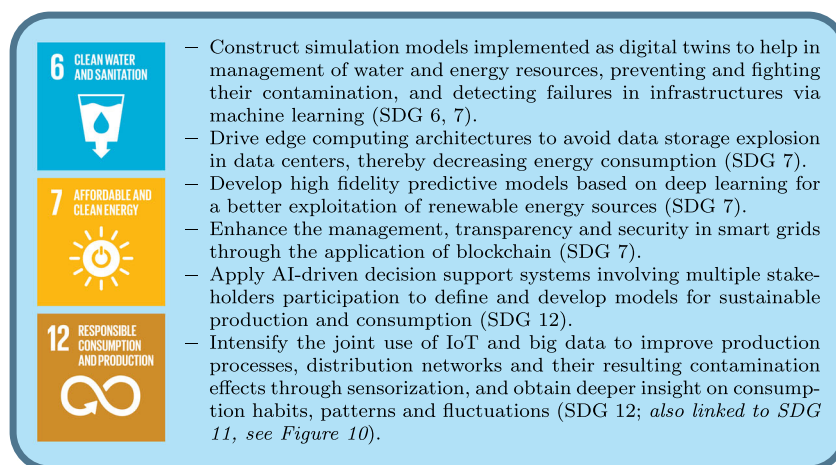 6 CLEAN WATER
AND SANITATION
7 AFFORDABLE AND
CLEAN ENERGY
12 RESPONSIBLE
CONSUMPTION
AND PRODUCTION
– Construct simulation models implemented as digital twins to help in
management of water and energy resources, preventing and fighting
their contamination, and detecting failures in infrastructures via
machine learning (SDG 6, 7).
– Drive edge computing architectures to avoid data storage explosion
in data centers, thereby decreasing energy consumption (SDG 7).
– Develop high fidelity predictive models based on deep learning for
a better exploitation of renewable energy sources (SDG 7).
– Enhance the management, transparency and security in smart grids
through the application of blockchain (SDG 7).
– Apply AI-driven decision support systems involving multiple stake-
holders participation to define and develop models for sustainable
production and consumption (SDG 12).
– Intensify the joint use of IoT and big data to improve production
processes, distribution networks and their resulting contamination
effects through sensorization, and obtain deeper insight on consump-
tion habits, patterns and fluctuations (SDG 12; also linked to SDG
11, see Figure 10).